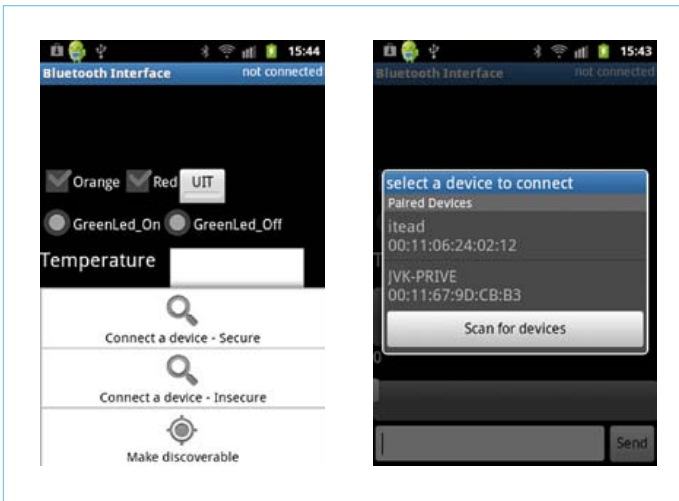 15:44
Bluetooth Interface not connected
Orange Red UIT
GreenLed_On GreenLed_Off
Temperature
Connect a device - Secure
Connect a device - Insecure
Make discoverable
15:43
Bluetooth Interface not connected
select a device to connect
Paired Devices
itead
00:11:06:24:02:12
JVK-PRIVE
00:11:67:9D:CB:B3
Scan for devices
T
0
Send